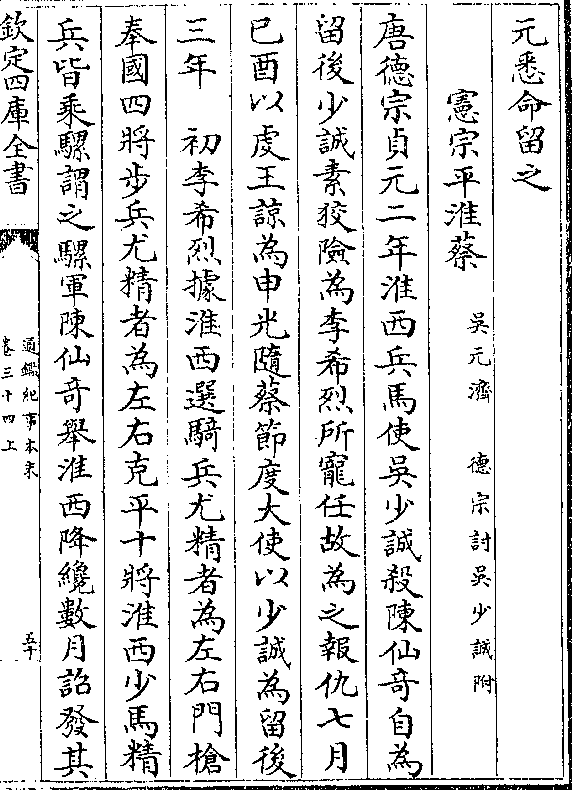 元悉命留之
憲宗平淮蔡 吳元濟 德宗討吳少誠附
唐德宗貞元二年淮西兵馬使吳少誠殺陳仙奇自為
留後少誠素狡險為李希烈所寵任故為之報仇七月
已酉以虔王諒為申光隨蔡節度大使以少誠為留後
三年 初李希烈據淮西選騎兵尤精者為左右門槍
奉國四將步兵尤精者為左右克平十將淮西少馬精
兵皆乘騾謂之騾軍陳仙奇舉淮西降纔數月詔發其
欽定四庫全書
通鑑紀事本末
卷三十四上
五十